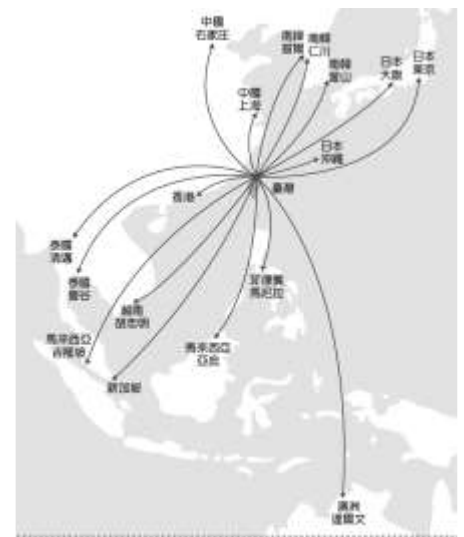 中國
石家庄
南韓
首爾
南韓
仁川
南韓
釜山
日本
大阪
日本
東京
中國
上海
日本
沖繩
香港
臺灣
泰國
清邁
泰國
曼谷
越南
胡志明
菲律賓
馬尼拉
馬來西亞
吉隆坡
馬來西亞
亞庇
新加坡
澳洲
達爾文